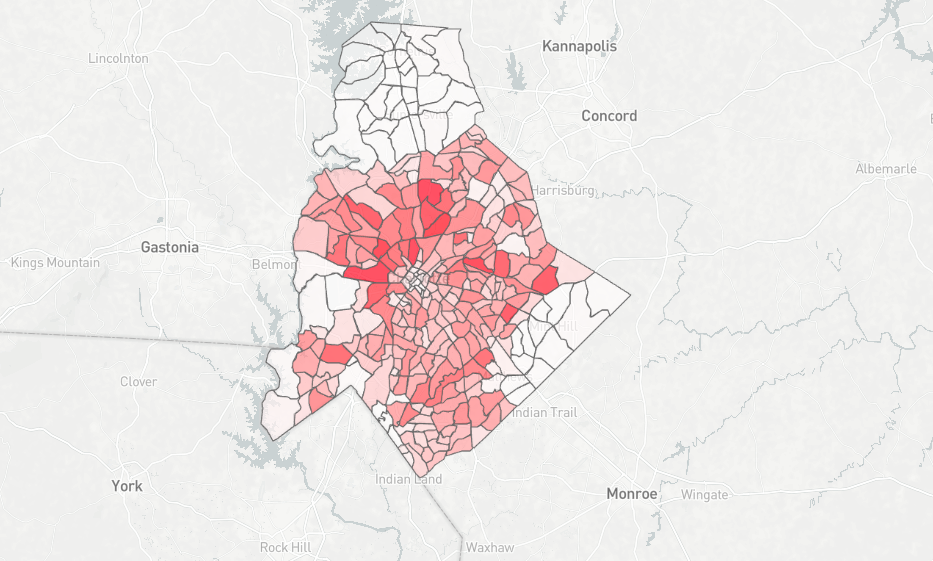 Kannapolis
Lincolnton
Concord
Albemarle
Harrisburg
Gastonia
Kings Mountain
Belmon
Mint Hill
Clover
Indian Trail
Indian Land
York
Monroe
Wingate
Rock Hill
Waxhaw